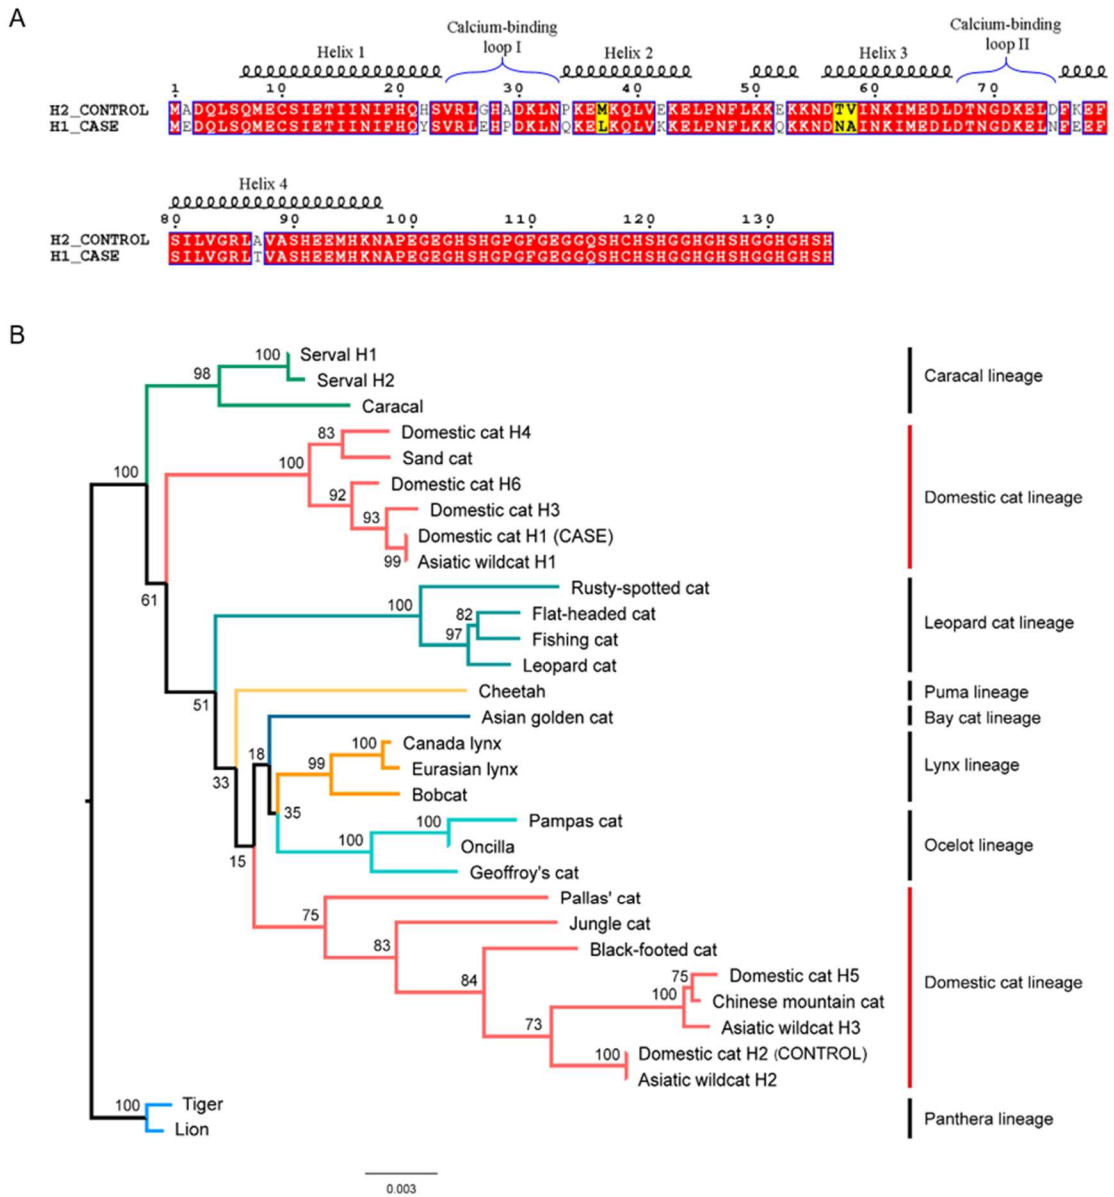 A
Calcium-binding
loop I
Calcium-binding
loop II
Helix 1
Helix 2
Helix 3
1 10 20 30 40 50 60 70
H2_CONTROL MADQLSQMECSIETIINIFHQHSVRLGHADKLNPKEMKQLVEKELPNFLKKEKKNDTVINKIMEDLDTNGDKELDFKEF
H1_CASE MEDQLSQMECSIETIINIFHQYSVRLEHPDKLNQKELKQLVKKELPNFLKKQKKNDNAINKIMEDLDTNGDKELNFEEF
Helix 4
80 90 100 110 120 130
H2_CONTROL SILVGRLAVASHEEMHKNAPEGEGHSHGPGFGEGGQSHCHSHGGHGHSHGGHGHSH
H1_CASE SILVGRLTVASHEEMHKNAPEGEGHSHGPGFGEGGQSHCHSHGGHGHSHGGHGHSH
B
100 Serval H1
98 Serval H2
Caracal
Caracal lineage
83 Domestic cat H4
100 Sand cat
92 Domestic cat H6
93 Domestic cat H3
Domestic cat H1 (CASE)
99 Asiatic wildcat H1
Domestic cat lineage
100
61
Rusty-spotted cat
100
82 Flat-headed cat
97 Fishing cat
Leopard cat
Leopard cat lineage
51
Cheetah
Puma lineage
Asian golden cat
Bay cat lineage
33
18
100 Canada lynx
99 Eurasian lynx
Bobcat
Lynx lineage
35
100 Pampas cat
100 Oncilla
Geoffroy's cat
Ocelot lineage
15
75 Pallas' cat
83 Jungle cat
84 Black-footed cat
75 Domestic cat H5
100 Chinese mountain cat
73 Asiatic wildcat H3
100 Domestic cat H2 (CONTROL)
Asiatic wildcat H2
Domestic cat lineage
100 Tiger
Lion
Panthera lineage
0.003